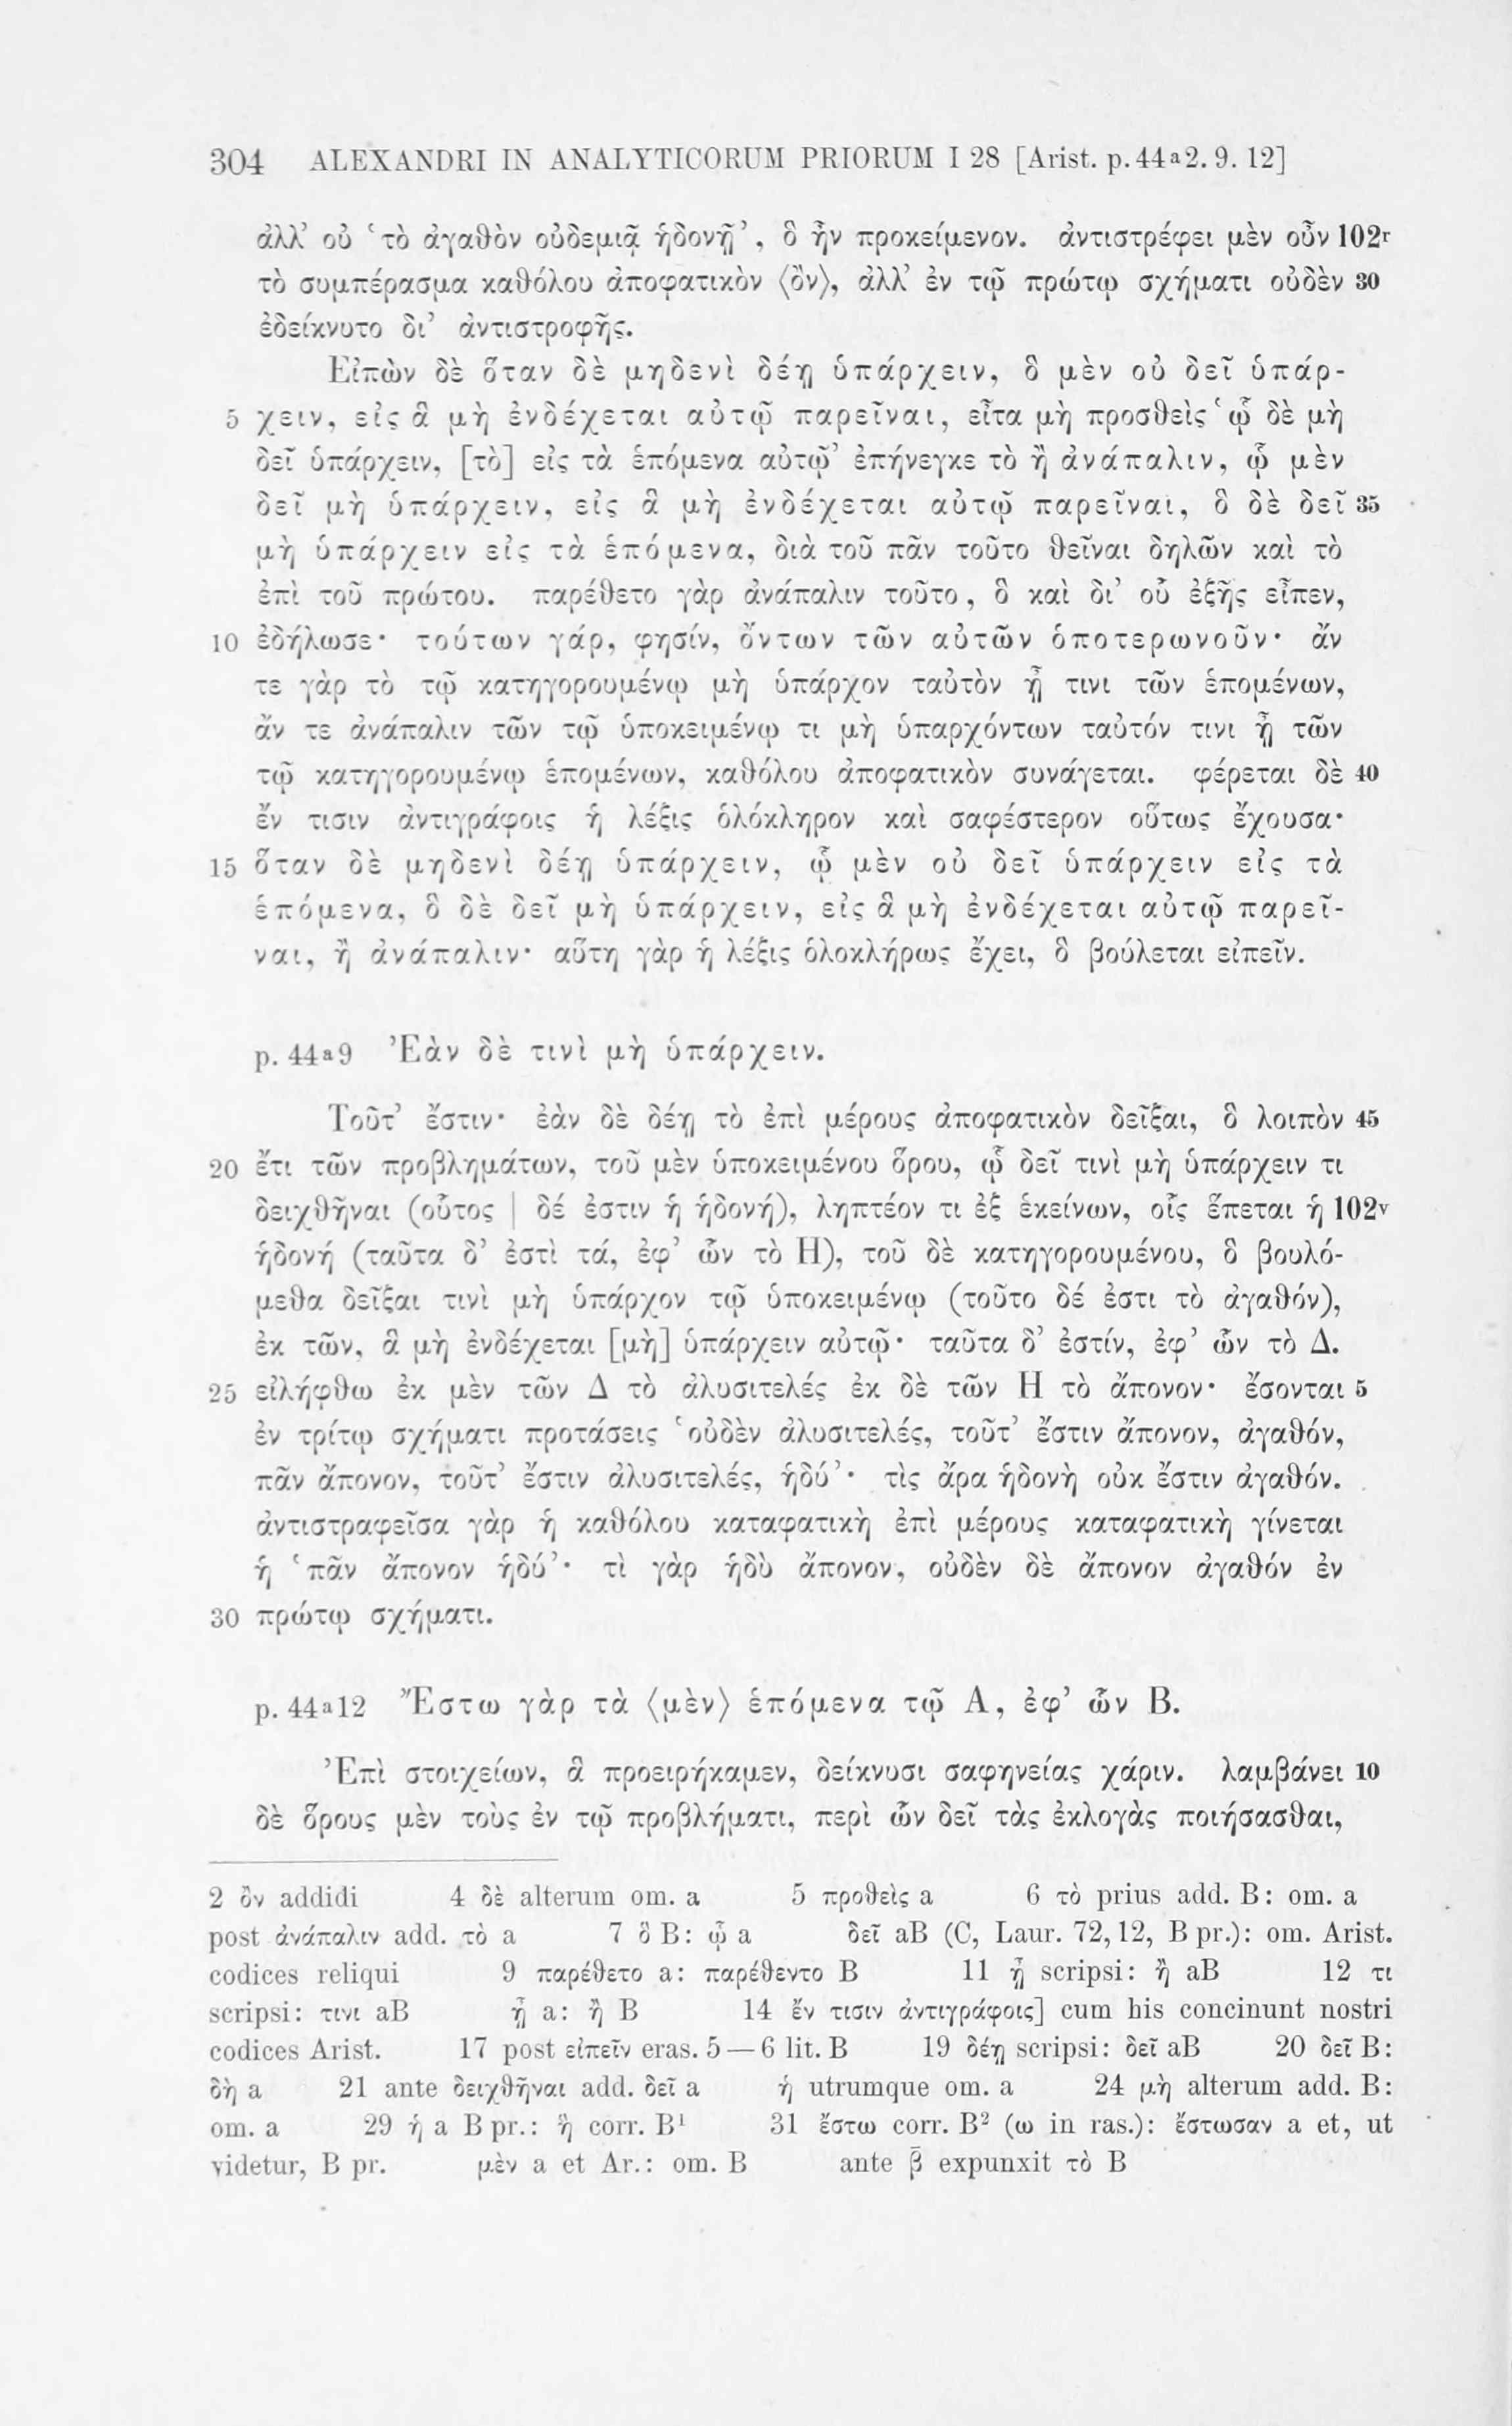 304 ALEXANDRI IN ANALYTICORUM PRIORUM I 28 [Arist. p. 44ᵃ2. 9. 12]
ἀλλ’ οὐ ‘τὸ ἀγαθὸν οὐδεμιᾷ ἡδονῇ’, ὃ ἦν προκείμενον. ἀντιστρέφει μὲν οὖν 102ʳ
τὸ συμπέρασμα καθόλου ἀποφατικὸν ⟨ὂν⟩, ἀλλ’ ἐν τῷ πρώτῳ σχήματι οὐδὲν 30
ἐδείκνυτο δι’ ἀντιστροφῆς.
Εἰπὼν δὲ ὅταν δὲ μηδενὶ δέῃ ὑπάρχειν, ὃ μὲν οὐ δεῖ ὑπάρ-
5 χειν, εἰς ἃ μὴ ἐνδέχεται αὐτῷ παρεῖναι, εἶτα μὴ προσθεὶς ‘ᾧ δὲ μὴ
δεῖ ὑπάρχειν, [τὸ] εἰς τὰ ἑπόμενα αὐτῷ’ ἐπήνεγκε τὸ ἢ ἀνάπαλιν, ᾧ μὲν
δεῖ μὴ ὑπάρχειν, εἰς ἃ μὴ ἐνδέχεται αὐτῷ παρεῖναι, ὃ δὲ δεῖ 35
μὴ ὑπάρχειν εἰς τὰ ἑπόμενα, διὰ τοῦ πᾶν τοῦτο θεῖναι δηλῶν καὶ τὸ
ἐπὶ τοῦ πρώτου. παρέθετο γὰρ ἀνάπαλιν τοῦτο, ὃ καὶ δι’ οὗ ἑξῆς εἶπεν,
10 ἐδήλωσε· τούτων γάρ, φησίν, ὄντων τῶν αὐτῶν ὁποτερωνοῦν· ἄν
τε γὰρ τὸ τῷ κατηγορουμένῳ μὴ ὑπάρχον ταὐτὸν ᾖ τινι τῶν ἑπομένων,
ἄν τε ἀνάπαλιν τῶν τῷ ὑποκειμένῳ τι μὴ ὑπαρχόντων ταὐτόν τινι ᾖ τῶν
τῷ κατηγορουμένῳ ἑπομένων, καθόλου ἀποφατικὸν συνάγεται. φέρεται δὲ 40
ἔν τισιν ἀντιγράφοις ἡ λέξις ὁλόκληρον καὶ σαφέστερον οὕτως ἔχουσα·
15 ὅταν δὲ μηδενὶ δέῃ ὑπάρχειν, ᾧ μὲν οὐ δεῖ ὑπάρχειν εἰς τὰ
ἑπόμενα, ὃ δὲ δεῖ μὴ ὑπάρχειν, εἰς ἃ μὴ ἐνδέχεται αὐτῷ παρεῖ-
ναι, ἢ ἀνάπαλιν· αὕτη γὰρ ἡ λέξις ὁλοκλήρως ἔχει, ὃ βούλεται εἰπεῖν.
p. 44ᵃ9 Ἐὰν δὲ τινὶ μὴ ὑπάρχειν.
Τοῦτ’ ἔστιν· ἐὰν δὲ δέῃ τὸ ἐπὶ μέρους ἀποφατικὸν δεῖξαι, ὃ λοιπὸν 45
20 ἔτι τῶν προβλημάτων, τοῦ μὲν ὑποκειμένου ὅρου, ᾧ δεῖ τινὶ μὴ ὑπάρχειν τι
δειχθῆναι (οὗτος | δέ ἐστιν ἡ ἡδονή), ληπτέον τι ἐξ ἐκείνων, οἷς ἕπεται ἡ 102ᵛ
ἡδονή (ταῦτα δ’ ἐστὶ τά, ἐφ’ ὧν τὸ Η), τοῦ δὲ κατηγορουμένου, ὃ βουλό-
μεθα δεῖξαι τινὶ μὴ ὑπάρχον τῷ ὑποκειμένῳ (τοῦτο δέ ἐστι τὸ ἀγαθόν),
ἐκ τῶν, ἃ μὴ ἐνδέχεται [μὴ] ὑπάρχειν αὐτῷ· ταῦτα δ’ ἐστίν, ἐφ’ ὧν τὸ Δ.
25 εἰλήφθω ἐκ μὲν τῶν Δ τὸ ἀλυσιτελές ἐκ δὲ τῶν Η τὸ ἄπονον· ἔσονται 5
ἐν τρίτῳ σχήματι προτάσεις ‘οὐδὲν ἀλυσιτελές, τοῦτ’ ἔστιν ἄπονον, ἀγαθόν,
πᾶν ἄπονον, τοῦτ’ ἔστιν ἀλυσιτελές, ἡδύ’· τὶς ἄρα ἡδονὴ οὐκ ἔστιν ἀγαθόν.
ἀντιστραφεῖσα γὰρ ἡ καθόλου καταφατικὴ ἐπὶ μέρους καταφατικὴ γίνεται
ἡ ‘πᾶν ἄπονον ἡδύ’· τὶ γὰρ ἡδὺ ἄπονον, οὐδὲν δὲ ἄπονον ἀγαθόν ἐν
30 πρώτῳ σχήματι.
p. 44ᵃ12 Ἔστω γὰρ τὰ ⟨μὲν⟩ ἑπόμενα τῷ Α, ἐφ’ ὧν Β.
Ἐπὶ στοιχείων, ἃ προειρήκαμεν, δείκνυσι σαφηνείας χάριν. λαμβάνει 10
δὲ ὅρους μὲν τοὺς ἐν τῷ προβλήματι, περὶ ὧν δεῖ τὰς ἐκλογὰς ποιήσασθαι,
2 ὂν addidi 4 δὲ alterum om. a 5 προθεὶς a 6 τὸ prius add. B: om. a
post ἀνάπαλιν add. τὸ a 7 ὃ B: ᾧ a δεῖ aB (C, Laur. 72,12, B pr.): om. Arist.
codices reliqui 9 παρέθετο a: παρέθεντο B 11 ᾖ scripsi: ἢ aB 12 τι
scripsi: τινι aB ᾖ a: ἢ B 14 ἔν τισιν ἀντιγράφοις] cum his concinunt nostri
codices Arist. 17 post εἰπεῖν eras. 5—6 lit. B 19 δέῃ scripsi: δεῖ aB 20 δεῖ B:
δὴ a 21 ante δειχθῆναι add. δεῖ a ἡ utrumque om. a 24 μὴ alterum add. B:
om. a 29 ἡ a B pr.: ἢ corr. B¹ 31 ἔστω corr. B² (ω in ras.): ἔστωσαν a et, ut
videtur, B pr. μὲν a et Ar.: om. B ante β̄ expunxit τὸ B